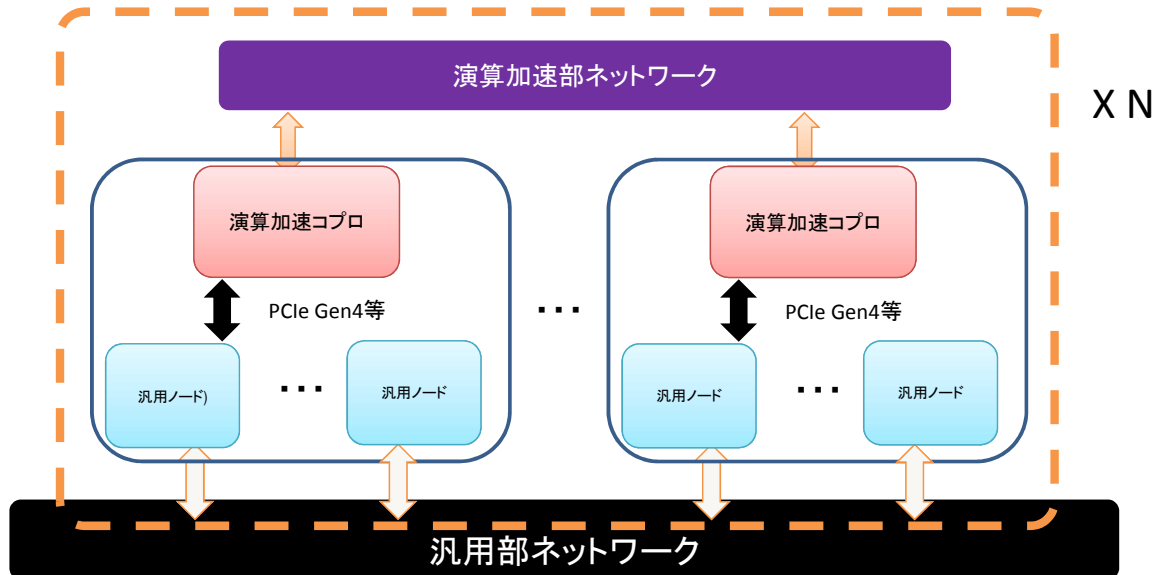 演算加速部ネットワーク
X N
演算加速コプロ
演算加速コプロ
PCIe Gen4等
・・・
PCIe Gen4等
汎用ノード)
・・・
汎用ノード
汎用ノード
・・・
汎用ノード
汎用部ネットワーク